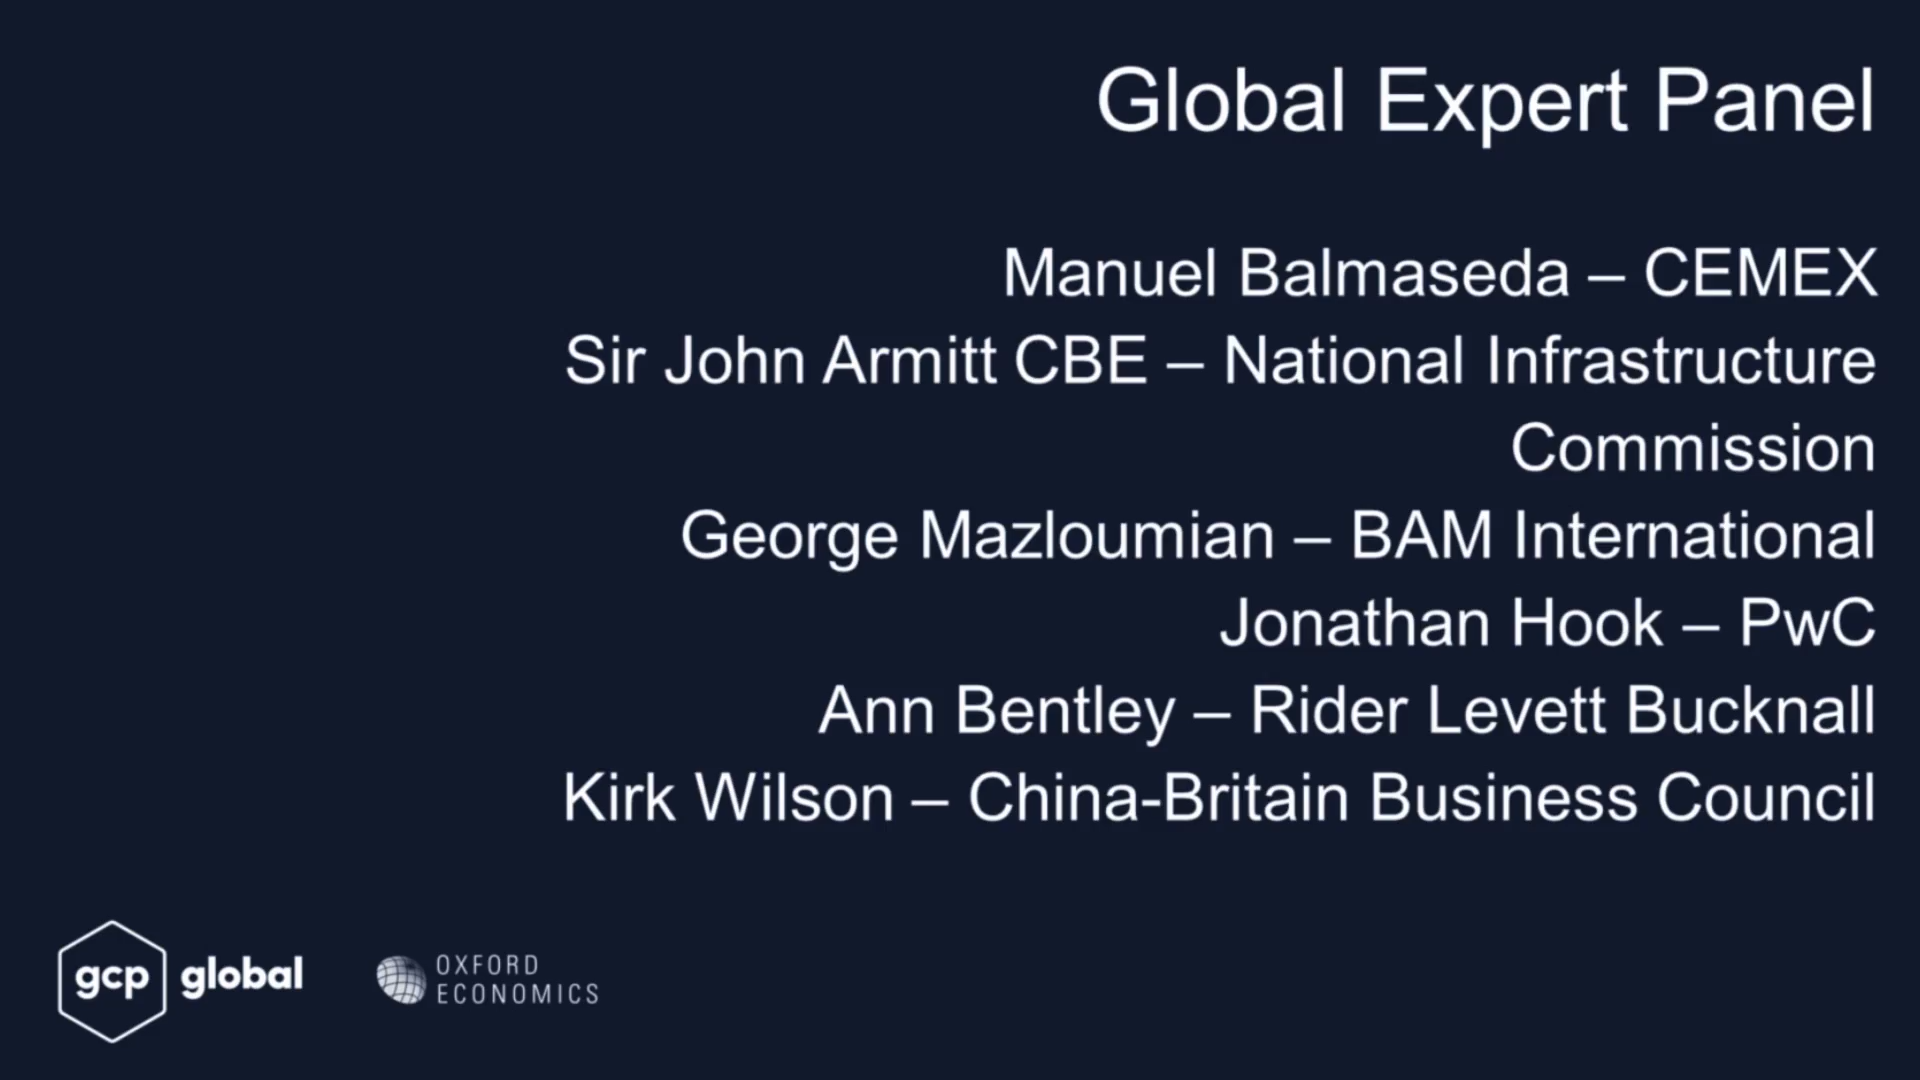 Global Expert Panel
Manuel Balmaseda – CEMEX
Sir John Armitt CBE – National Infrastructure
Commission
George Mazloumian – BAM International
Jonathan Hook – PwC
Ann Bentley – Rider Levett Bucknall
Kirk Wilson – China-Britain Business Council
gcp global
OXFORD
ECONOMICS